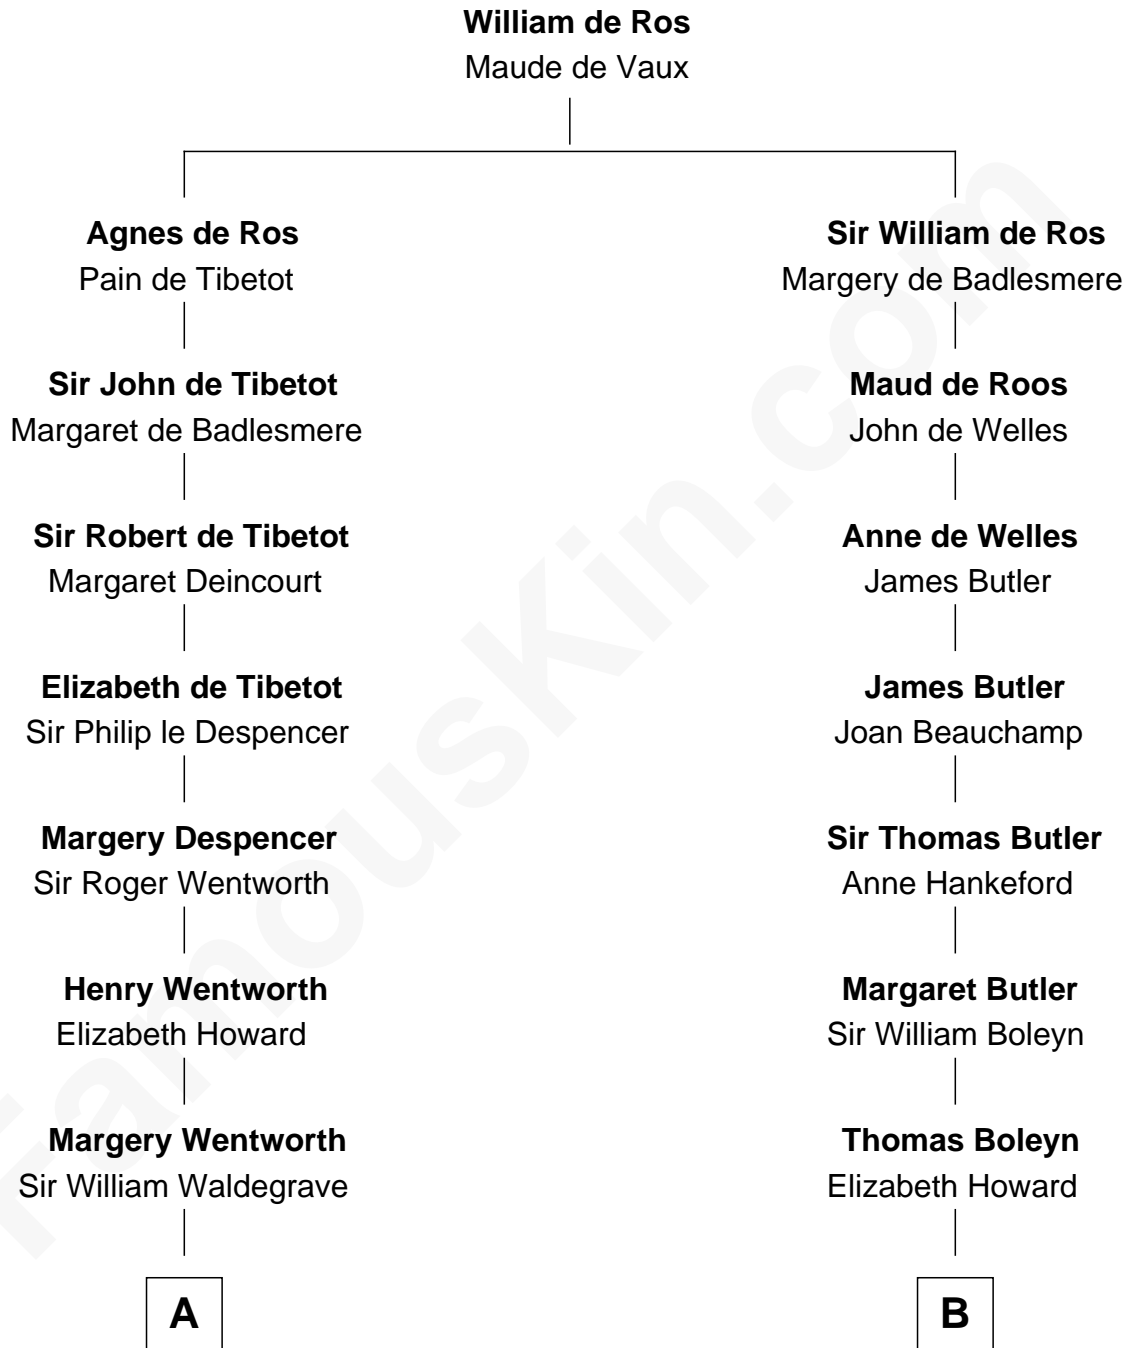 William de Ros
Maude de Vaux
Agnes de Ros
Pain de Tibetot
Sir John de Tibetot
Margaret de Badlesmere
Sir Robert de Tibetot
Margaret Deincourt
Elizabeth de Tibetot
Sir Philip le Despencer
Margery Despencer
Sir Roger Wentworth
Henry Wentworth
Elizabeth Howard
Margery Wentworth
Sir William Waldegrave
A
Sir William de Ros
Margery de Badlesmere
Maud de Roos
John de Welles
Anne de Welles
James Butler
James Butler
Joan Beauchamp
Sir Thomas Butler
Anne Hankeford
Margaret Butler
Sir William Boleyn
Thomas Boleyn
Elizabeth Howard
B
FamousKin.com